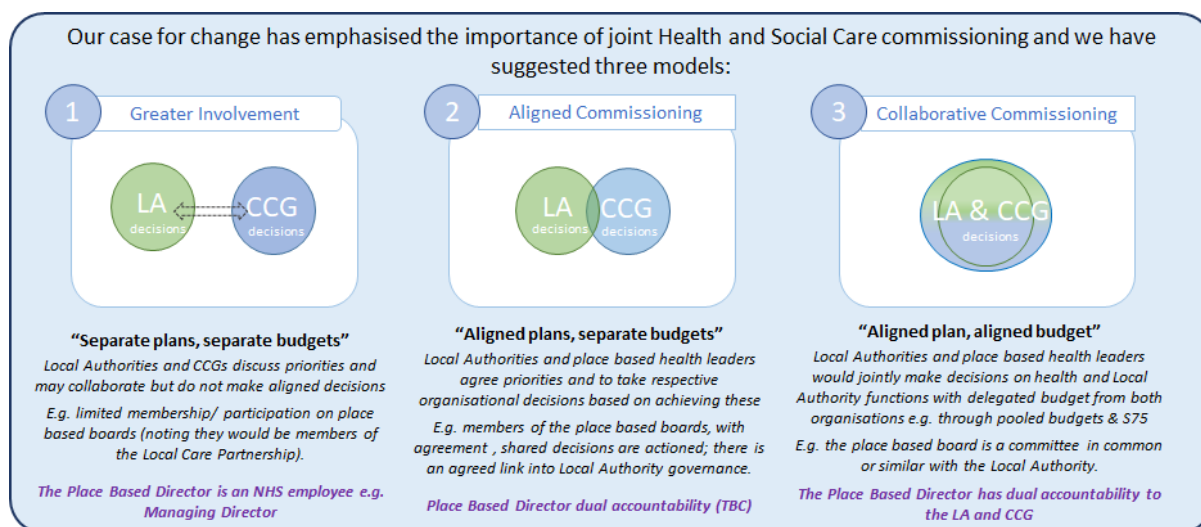 Our case for change has emphasised the importance of joint Health and Social Care commissioning and we have
suggested three models:
1
Greater Involvement
LA
decisions
CCG
decisions
"Separate plans, separate budgets"
Local Authorities and CCGs discuss priorities and
may collaborate but do not make aligned decisions
E.g. limited membership/ participation on place
based boards (noting they would be members of
the Local Care Partnership).
The Place Based Director is an NHS employee e.g.
Managing Director
2
Aligned Commissioning
LA
decisions
CCG
decisions
"Aligned plans, separate budgets"
Local Authorities and place based health leaders
agree priorities and to take respective
organisational decisions based on achieving these
E.g. members of the place based boards, with
agreement , shared decisions are actioned; there is
an agreed link into Local Authority governance.
Place Based Director dual accountability (TBC)
3
Collaborative Commissioning
LA & CCG
decisions
"Aligned plan, aligned budget"
Local Authorities and place based health leaders
would jointly make decisions on health and Local
Authority functions with delegated budget from both
organisations e.g. through pooled budgets & S75
E.g. the place based board is a committee in common
or similar with the Local Authority.
The Place Based Director has dual accountability to
the LA and CCG